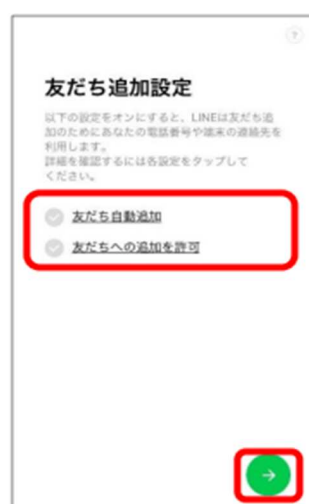 ?
友だち追加設定
以下の設定をオンにすると、LINEは友だち追
加のためにあなたの電話番号や端末の連絡先を
利用します。
詳細を確認するには各設定をタップして
ください。
友だち自動追加
友だちへの追加を許可